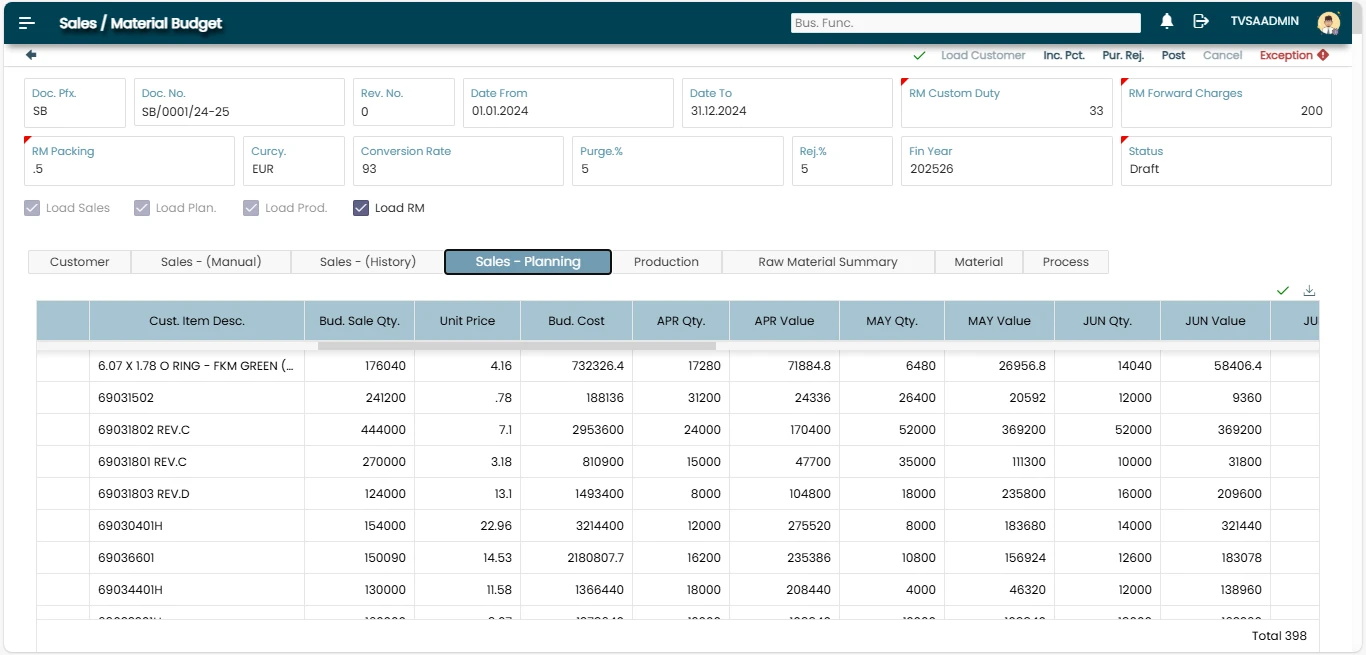 Sales / Material Budget
Bus. Func.
TVSAADMIN
Load Customer Inc. Pct. Pur. Rej. Post Cancel Exception
Doc. Pfx. Doc. No. Rev. No. Date From Date To RM Custom Duty RM Forward Charges
SB SB/0001/24-25 0 01.01.2024 31.12.2024 33 200
RM Packing Curcy. Conversion Rate Purge.% Rej.% Fin Year Status
.5 EUR 93 5 5 202526 Draft
Load Sales Load Plan. Load Prod. Load RM
Customer Sales - (Manual) Sales - (History) Sales - Planning Production Raw Material Summary Material Process
Cust. Item Desc. Bud. Sale Qty. Unit Price Bud. Cost APR Qty. APR Value MAY Qty. MAY Value JUN Qty. JUN Value JU
6.07 X 1.78 O RING - FKM GREEN (... 176040 4.16 732326.4 17280 71884.8 6480 26956.8 14040 58406.4
69031502 241200 .78 188136 31200 24336 26400 20592 12000 9360
69031802 REV.C 444000 7.1 2953600 24000 170400 52000 369200 52000 369200
69031801 REV.C 270000 3.18 810900 15000 47700 35000 111300 10000 31800
69031803 REV.D 124000 13.1 1493400 8000 104800 18000 235800 16000 209600
69030401H 154000 22.96 3214400 12000 275520 8000 183680 14000 321440
69036601 150090 14.53 2180807.7 16200 235386 10800 156924 12600 183078
69034401H 130000 11.58 1366440 18000 208440 4000 46320 12000 138960
Total 398